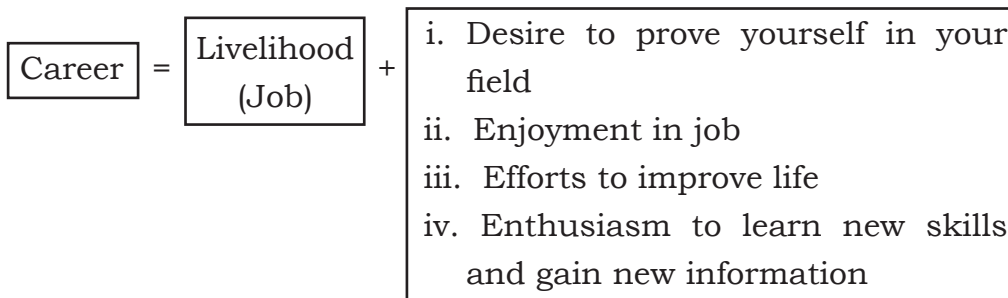 Career = Livelihood (Job) +
i. Desire to prove yourself in your
field
ii. Enjoyment in job
iii. Efforts to improve life
iv. Enthusiasm to learn new skills
and gain new information